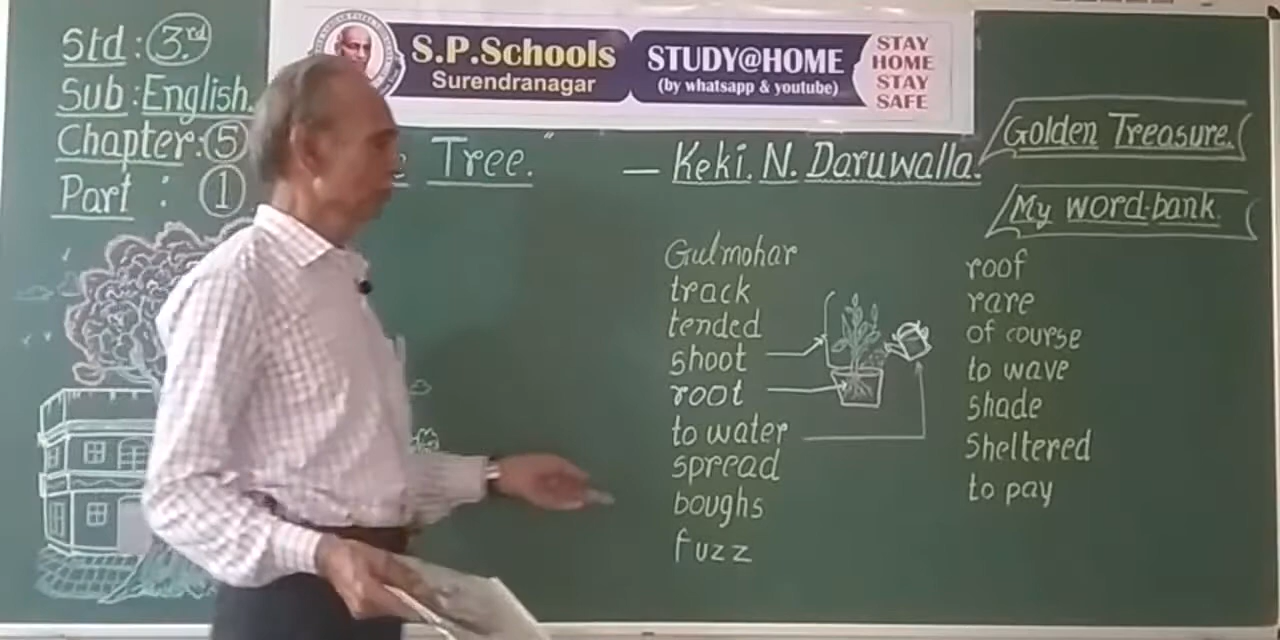 Std : 3rd
Sub : English.
Chapter : 5
Part : 1
S.P.Schools
Surendranagar
STUDY@HOME
(by whatsapp & youtube)
STAY
HOME
STAY
SAFE
Tree."
— Keki. N. Daruwalla.
Golden Treasure.
My word-bank.
Gulmohar
track
tended
shoot
root
to water
spread
boughs
fuzz
roof
rare
of course
to wave
shade
Sheltered
to pay